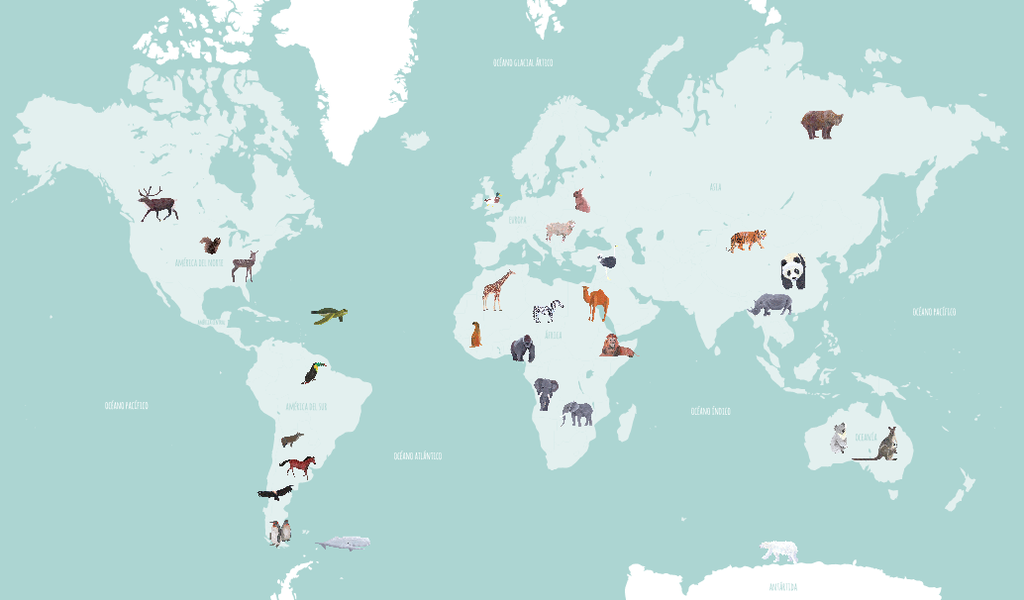 OCÉANO GLACIAL ÁRTICO
ASIA
EUROPA
AMÉRICA DEL NORTE
OCÉANO PACÍFICO
ÁFRICA
AMÉRICA DEL SUR
OCÉANO PACÍFICO
OCÉANO ÍNDICO
OCEANÍA
OCÉANO ATLÁNTICO
ANTÁRTIDA